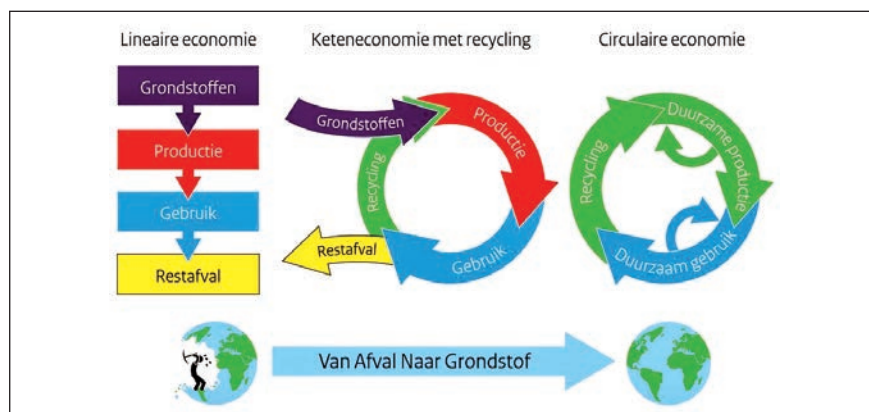 Lineaire economie
Grondstoffen
Productie
Gebruik
Restafval
Keteneconomie met recycling
Grondstoffen
Productie
Gebruik
Recycling
Restafval
Circulaire economie
Duurzame productie
Duurzaam gebruik
Recycling
Van Afval Naar Grondstof